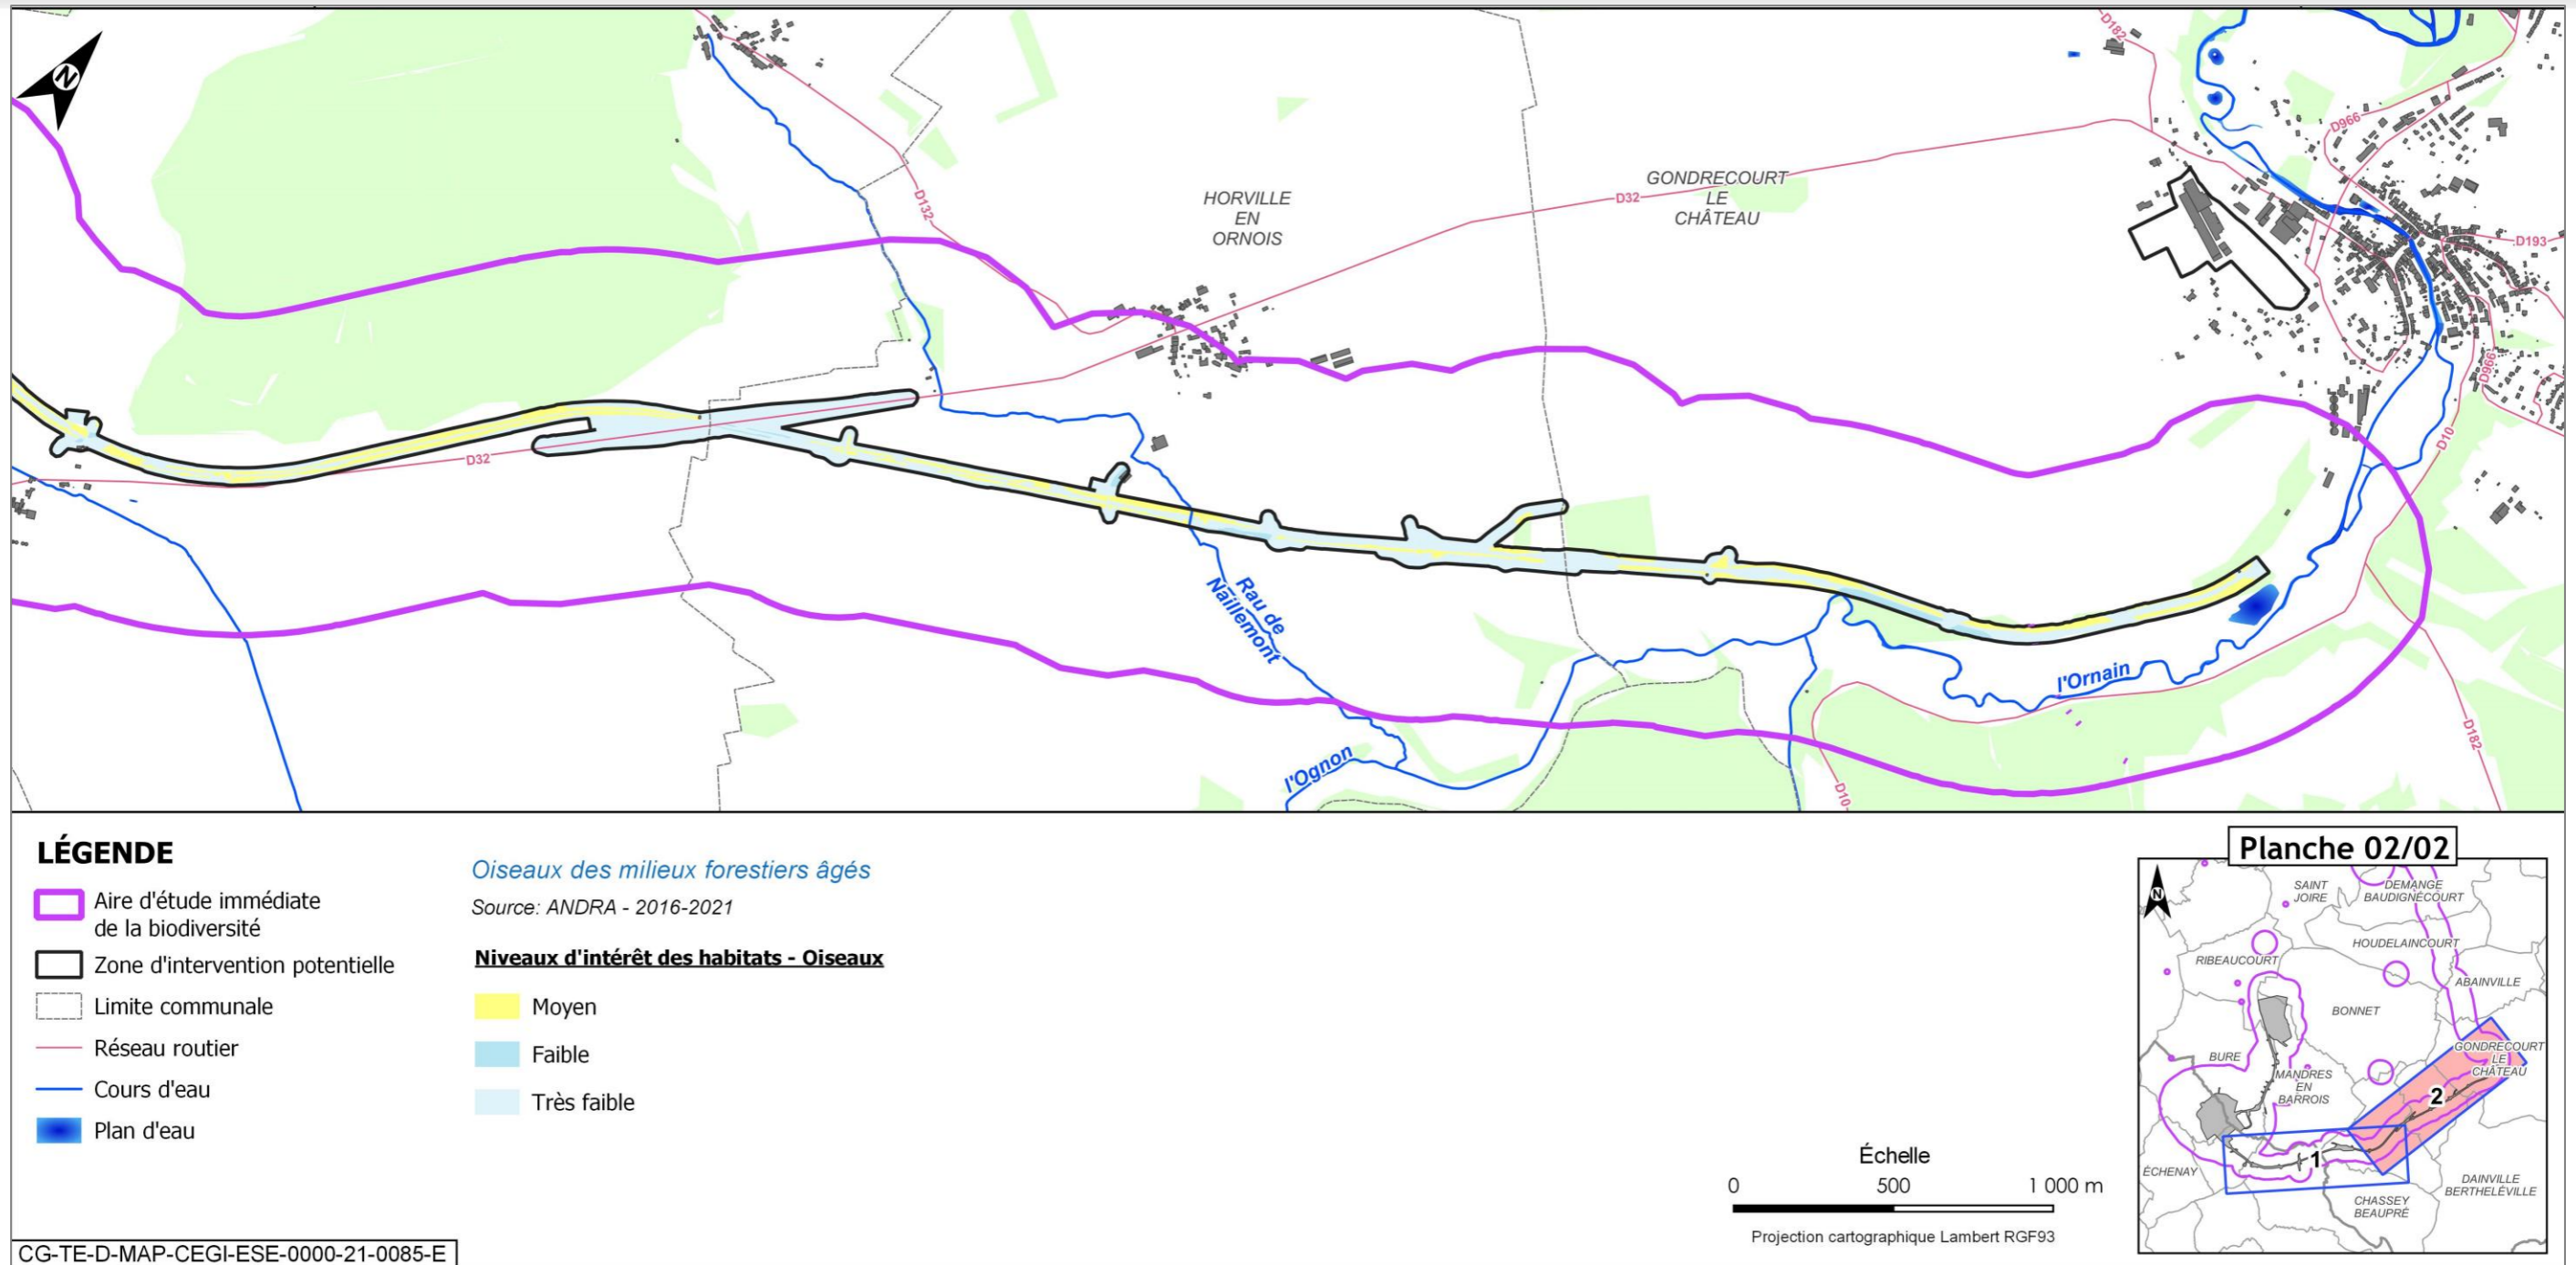 D182
N
D966
D132
HORVILLE
EN
ORNOIS
GONDRECOURT
LE
CHÂTEAU
D32
D193
D966
D32
D10
Rau de
Naillemont
l'Ornain
l'Ognon
D182
D10
LÉGENDE
Aire d'étude immédiate
de la biodiversité
Zone d'intervention potentielle
Limite communale
Réseau routier
Cours d'eau
Plan d'eau
Oiseaux des milieux forestiers âgés
Source: ANDRA - 2016-2021
Niveaux d'intérêt des habitats - Oiseaux
Moyen
Faible
Très faible
Échelle
0 500 1 000 m
Projection cartographique Lambert RGF93
Planche 02/02
N
SAINT
JOIRE
DEMANGE
BAUDIGNÉCOURT
HOUDELAINCOURT
RIBEAUCOURT
ABAINVILLE
BONNET
BURE
GONDRECOURT
LE
CHÂTEAU
MANDRES
EN
BARROIS
2
1
ÉCHENAY
DAINVILLE
BERTHELÉVILLE
CHASSEY
BEAUPRÉ
CG-TE-D-MAP-CEGI-ESE-0000-21-0085-E